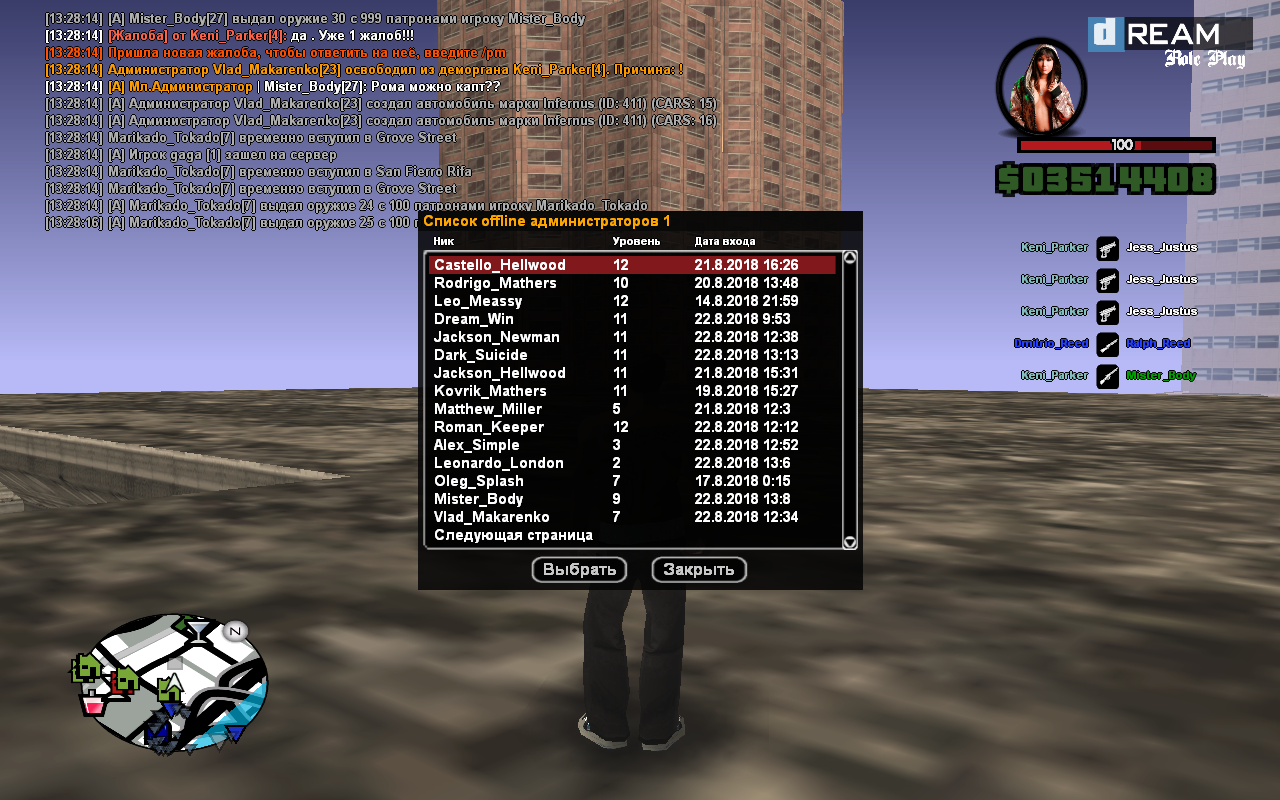 [13:28:14] [A] Mister_Body[27] выдал оружие 30 с 999 патронами игроку Mister_Body
[13:28:14] [Жалоба] от Keni_Parker[4]: да . Уже 1 жалоб!!!
[13:28:14] Пришла новая жалоба, чтобы ответить на неё, введите /pm
[13:28:14] Администратор Vlad_Makarenko[23] освободил из деморгана Keni_Parker[4]. Причина: !
[13:28:14] [A] Мл.Администратор | Mister_Body[27]: Рома можно капт??
[13:28:14] [A] Администратор Vlad_Makarenko[23] создал автомобиль марки Infernus (ID: 411) (CARS: 15)
[13:28:14] [A] Администратор Vlad_Makarenko[23] создал автомобиль марки Infernus (ID: 411) (CARS: 16)
[13:28:14] Marikado_Tokado[7] временно вступил в Grove Street
[13:28:14] [A] Игрок gaga [1] зашел на сервер
[13:28:14] Marikado_Tokado[7] временно вступил в San Fierro Rifa
[13:28:14] Marikado_Tokado[7] временно вступил в Grove Street
[13:28:14] [A] Marikado_Tokado[7] выдал оружие 24 с 100 патронами игроку Marikado_Tokado
[13:28:16] [A] Marikado_Tokado[7] выдал оружие 25 с 100
dREAM
Role Play
100
$03514408
Keni_Parker Jess_Justus
Keni_Parker Jess_Justus
Keni_Parker Jess_Justus
Dmitrio_Reed Ralph_Reed
Keni_Parker Mister_Body
Список offline администраторов 1
Ник Уровень Дата входа
Castello_Hellwood 12 21.8.2018 16:26
Rodrigo_Mathers 10 20.8.2018 13:48
Leo_Meassy 12 14.8.2018 21:59
Dream_Win 11 22.8.2018 9:53
Jackson_Newman 11 22.8.2018 12:38
Dark_Suicide 11 22.8.2018 13:13
Jackson_Hellwood 11 21.8.2018 15:31
Kovrik_Mathers 11 19.8.2018 15:27
Matthew_Miller 5 21.8.2018 12:3
Roman_Keeper 12 22.8.2018 12:12
Alex_Simple 3 22.8.2018 12:52
Leonardo_London 2 22.8.2018 13:6
Oleg_Splash 7 17.8.2018 0:15
Mister_Body 9 22.8.2018 13:8
Vlad_Makarenko 7 22.8.2018 12:34
Следующая страница
Выбрать Закрыть
N